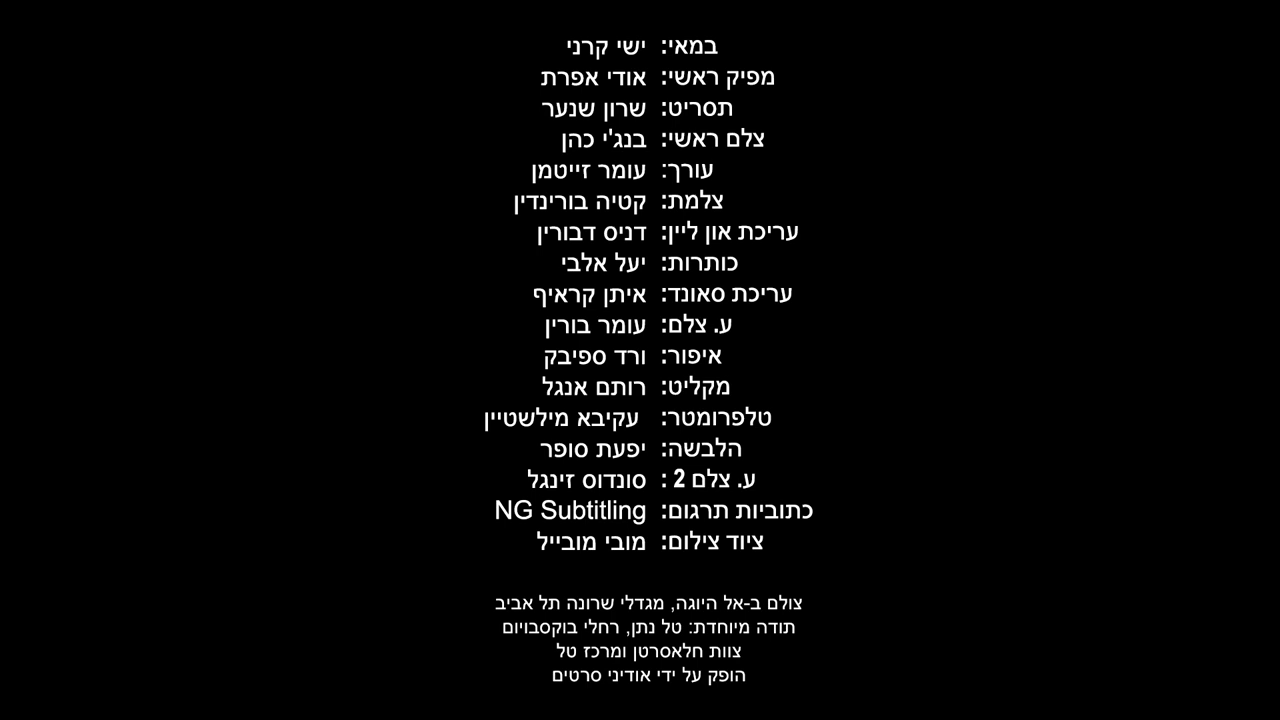 במאי: ישי קרני
מפיק ראשי: אודי אפרת
תסריט: שרון שנער
צלם ראשי: בנג'י כהן
עורך: עומר זייטמן
צלמת: קטיה בורינדין
עריכת און ליין: דניס דבורין
כותרות: יעל אלבי
עריכת סאונד: איתן קראיף
ע. צלם: עומר בורין
איפור: ורד ספיבק
מקליט: רותם אנגל
טלפרומטר: עקיבא מילשטיין
הלבשה: יפעת סופר
ע. צלם 2 : סונדוס זינגל
כתוביות תרגום: NG Subtitling
ציוד צילום: מובי מובייל
צולם ב-אל היוגה, מגדלי שרונה תל אביב
תודה מיוחדת: טל נתן, רחלי בוקסבויום
צוות חלאסרטן ומרכז טל
הופק על ידי אודיני סרטים